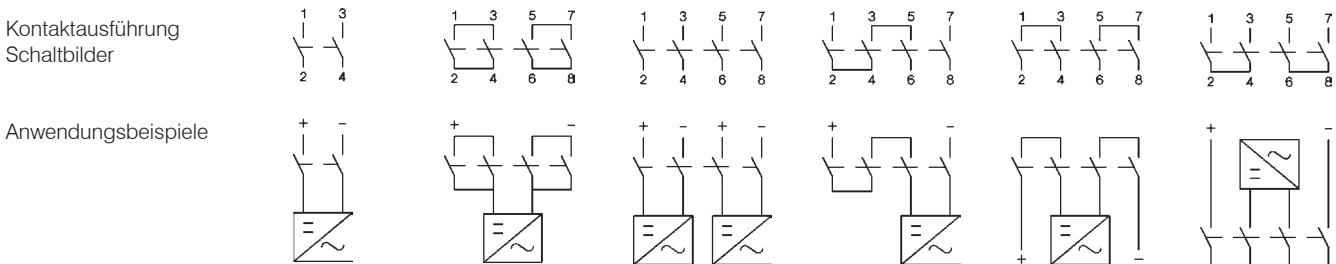 Kontaktausführung
Schaltbilder
1 3 1 3 5 7 1 3 5 7 1 3 5 7 1 3 5 7 1 3 5 7
2 4 2 4 6 8 2 4 6 8 2 4 6 8 2 4 6 8 2 4 6 8
Anwendungsbeispiele
+ − + − + − + − + − + −
+ −